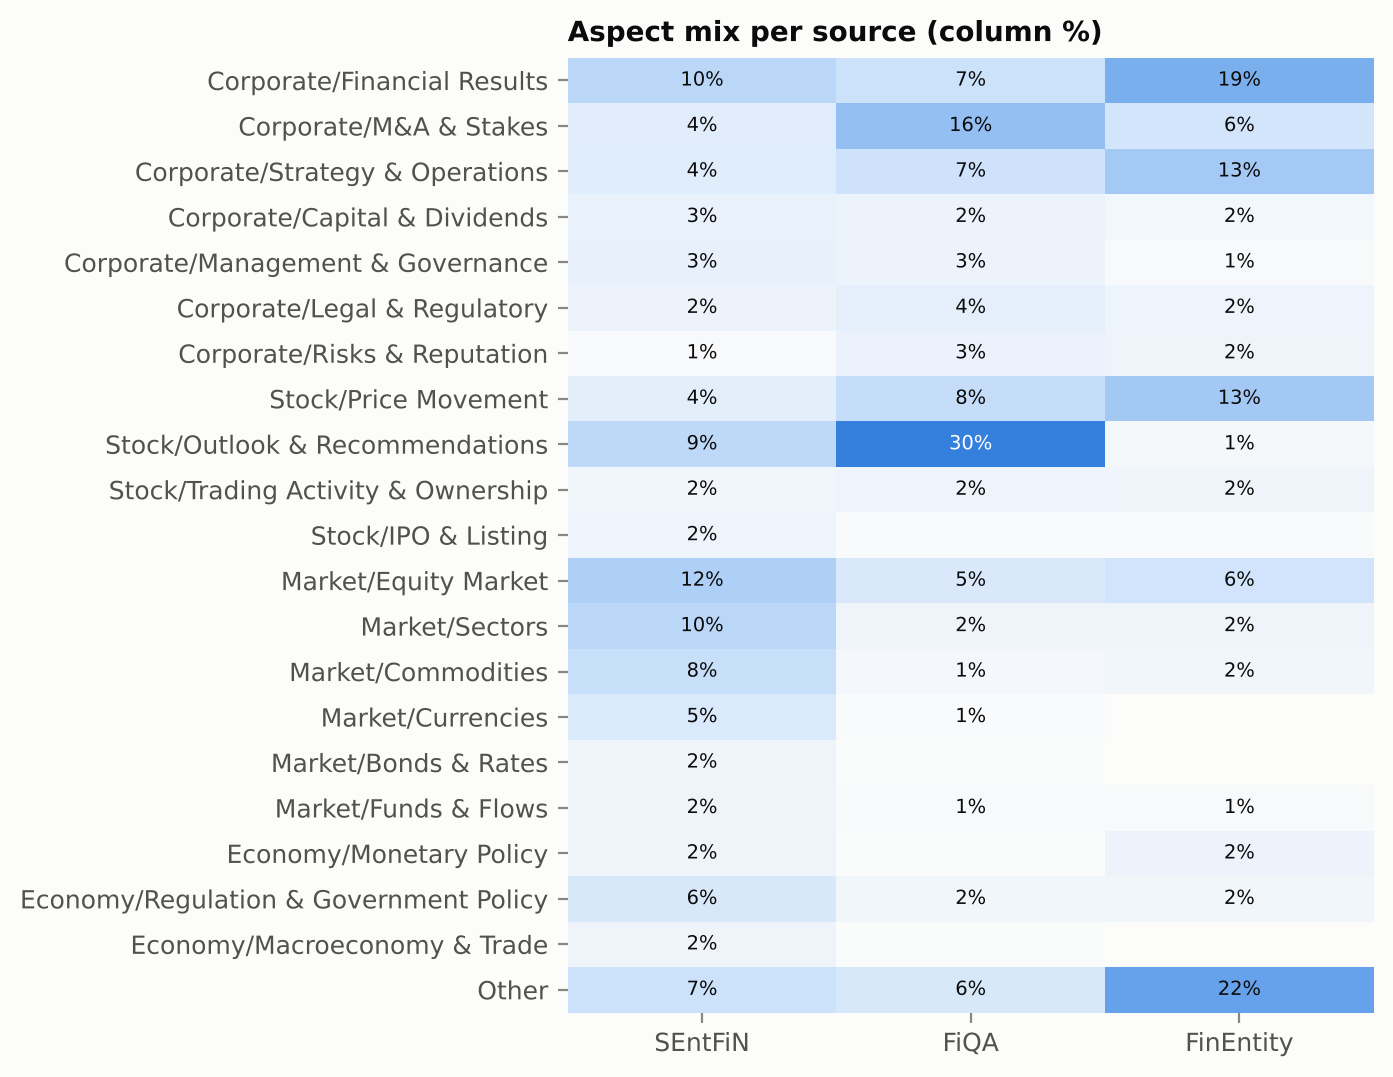 Aspect mix per source (column %)
Corporate/Financial Results 10% 7% 19%
Corporate/M&A & Stakes 4% 16% 6%
Corporate/Strategy & Operations 4% 7% 13%
Corporate/Capital & Dividends 3% 2% 2%
Corporate/Management & Governance 3% 3% 1%
Corporate/Legal & Regulatory 2% 4% 2%
Corporate/Risks & Reputation 1% 3% 2%
Stock/Price Movement 4% 8% 13%
Stock/Outlook & Recommendations 9% 30% 1%
Stock/Trading Activity & Ownership 2% 2% 2%
Stock/IPO & Listing 2%
Market/Equity Market 12% 5% 6%
Market/Sectors 10% 2% 2%
Market/Commodities 8% 1% 2%
Market/Currencies 5% 1%
Market/Bonds & Rates 2%
Market/Funds & Flows 2% 1% 1%
Economy/Monetary Policy 2% 2%
Economy/Regulation & Government Policy 6% 2% 2%
Economy/Macroeconomy & Trade 2%
Other 7% 6% 22%
SEntFiN FiQA FinEntity